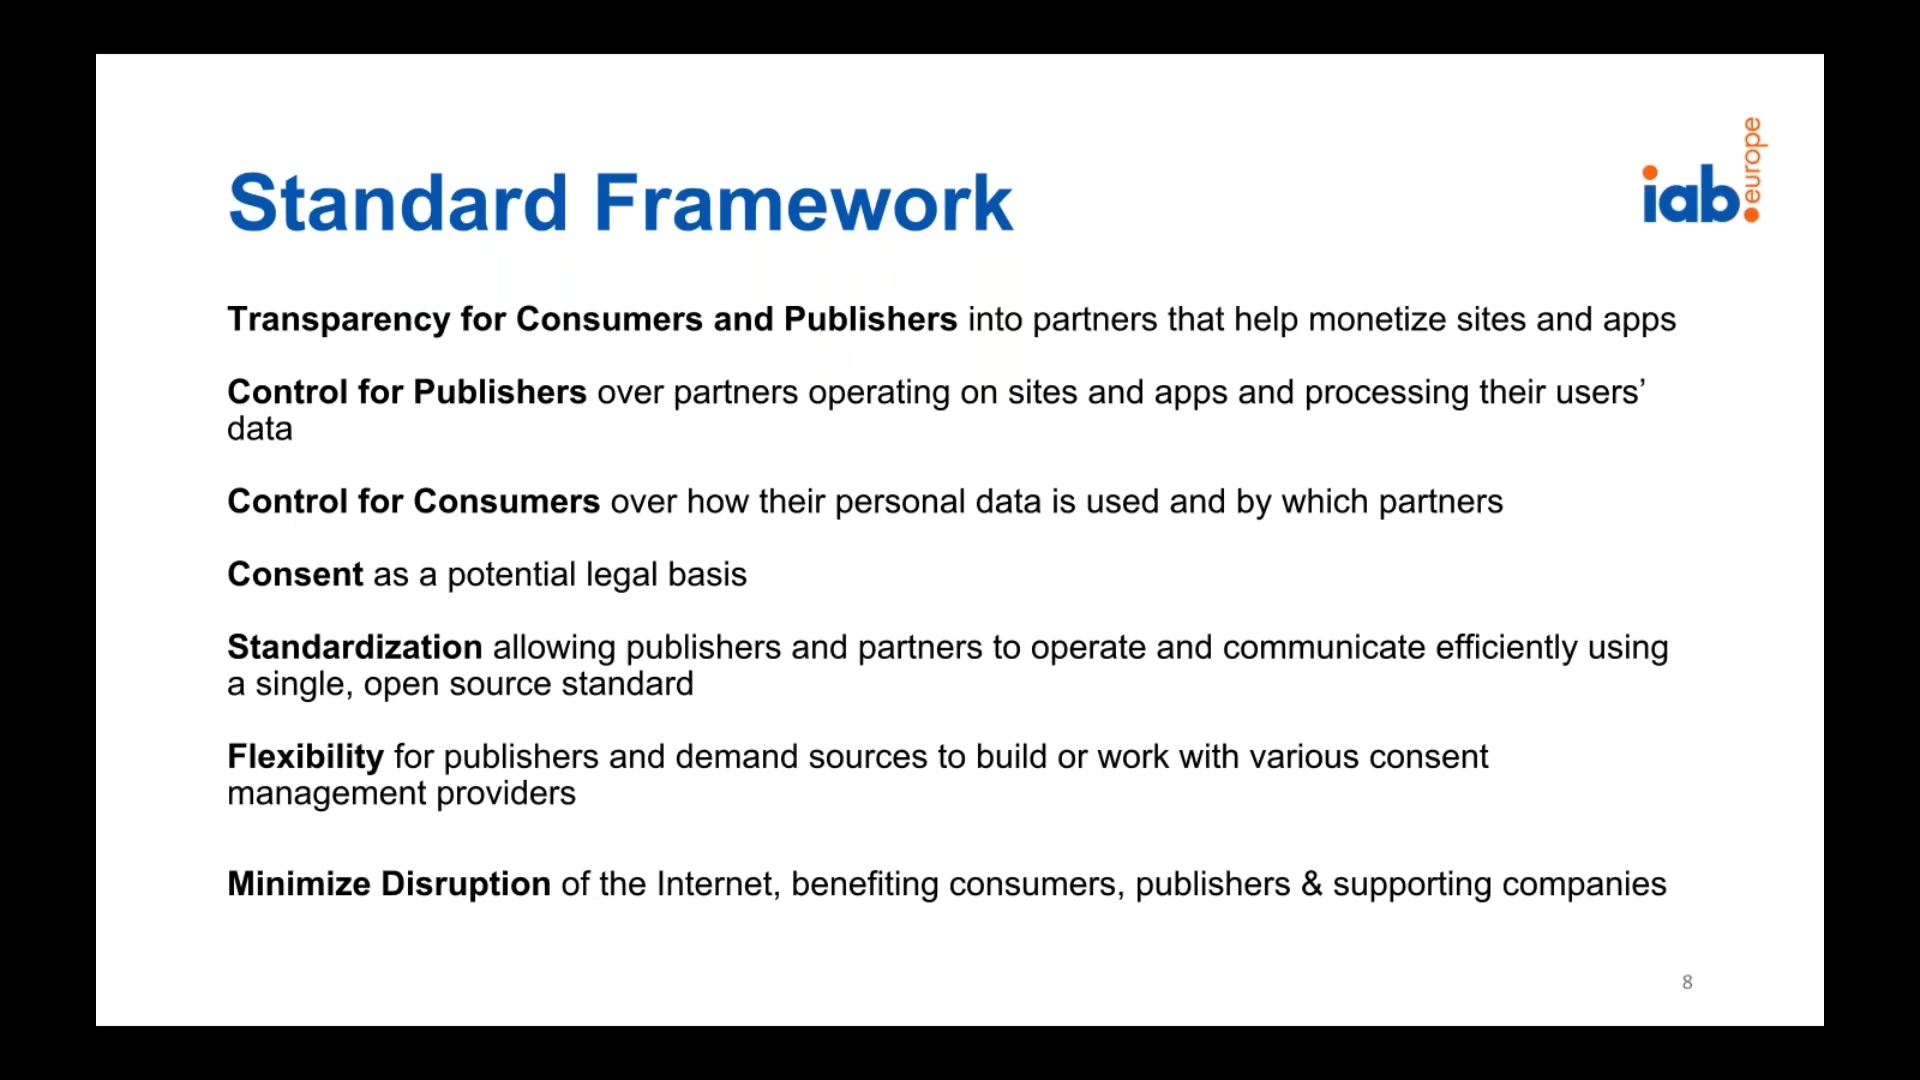 Standard Framework
iab.
europe
Transparency for Consumers and Publishers into partners that help monetize sites and apps
Control for Publishers over partners operating on sites and apps and processing their users’
data
Control for Consumers over how their personal data is used and by which partners
Consent as a potential legal basis
Standardization allowing publishers and partners to operate and communicate efficiently using
a single, open source standard
Flexibility for publishers and demand sources to build or work with various consent
management providers
Minimize Disruption of the Internet, benefiting consumers, publishers & supporting companies
8